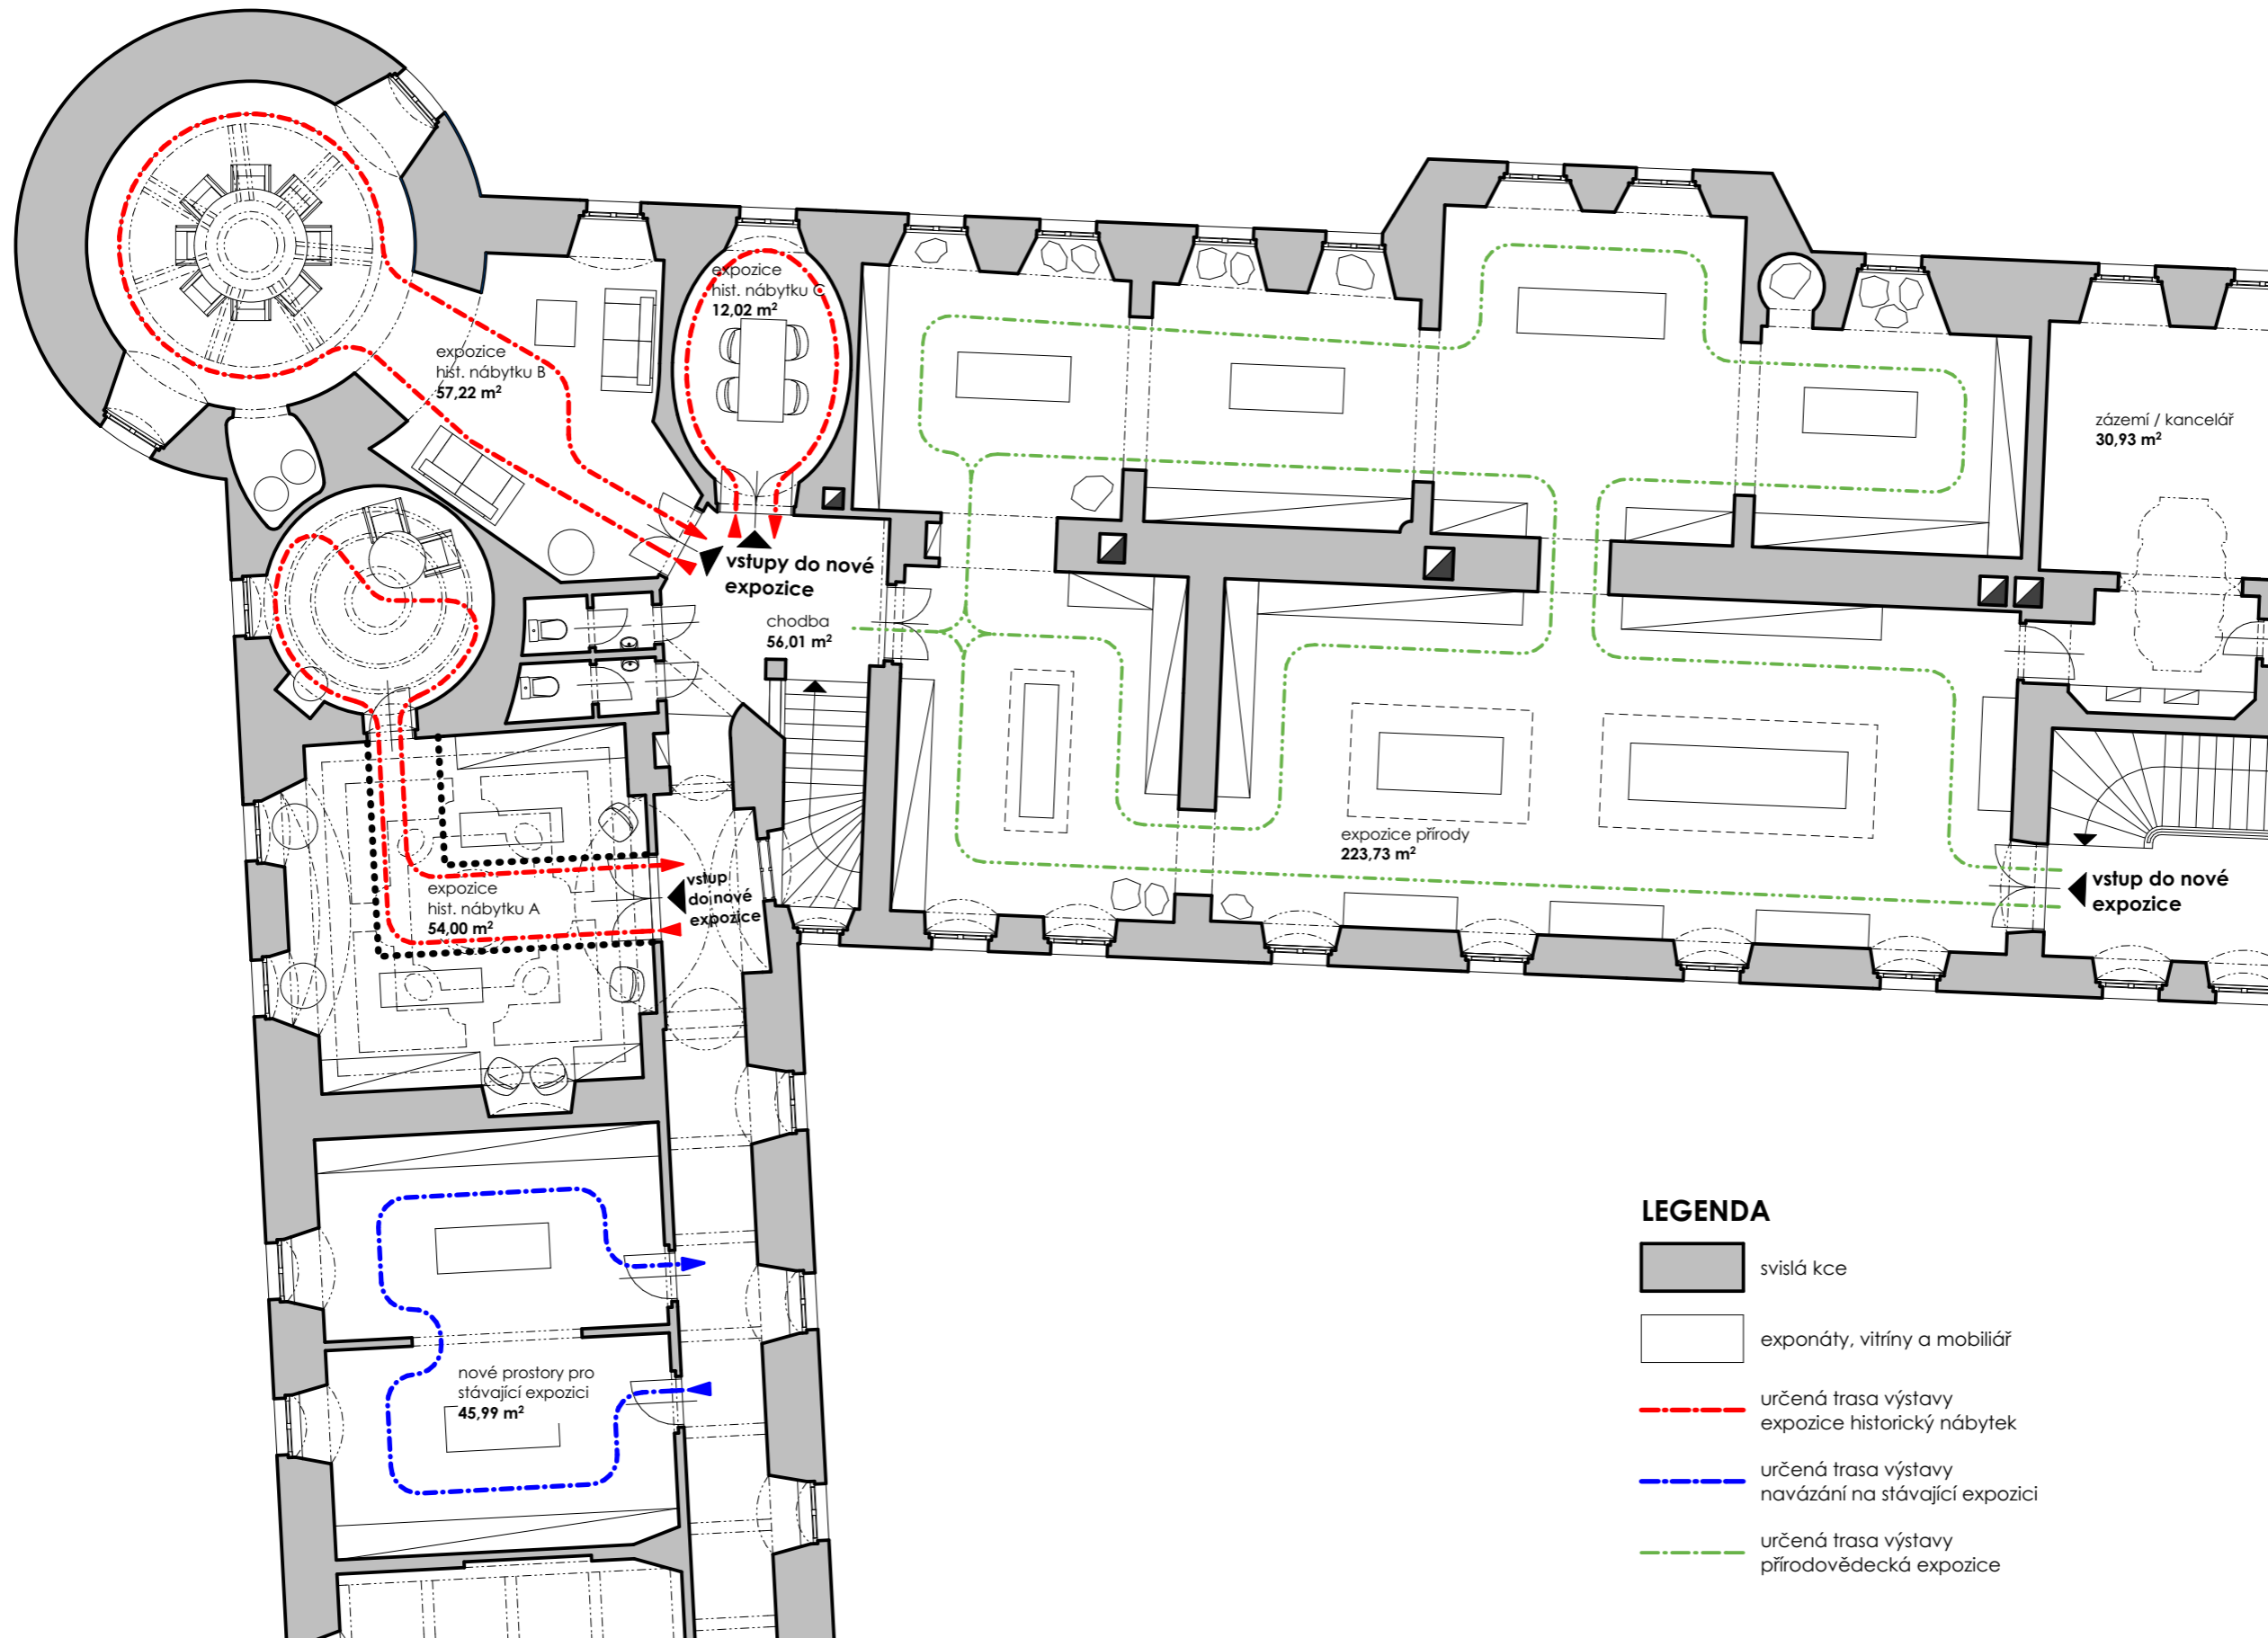 expozice
hist. nábytku C
12,02 m²
expozice
hist. nábytku B
57,22 m²
zázemí / kancelář
30,93 m²
vstupy do nové
expozice
chodba
56,01 m²
expozice přírody
223,73 m²
vstup
do nové
expozice
expozice
hist. nábytku A
54,00 m²
vstup do nové
expozice
nové prostory pro
stávající expozici
45,99 m²
LEGENDA
svislá kce
exponáty, vitríny a mobiliář
určená trasa výstavy
expozice historický nábytek
určená trasa výstavy
navázání na stávající expozici
určená trasa výstavy
přírodovědecká expozice